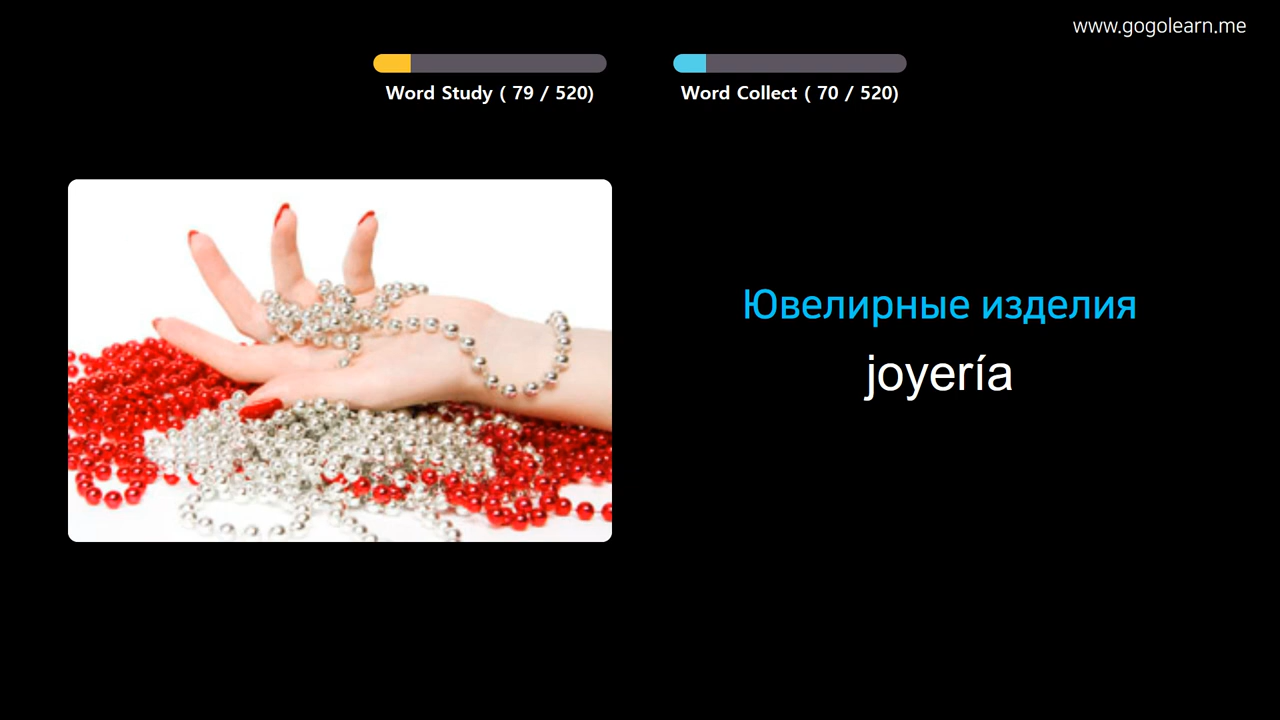 www.gogolearn.me
Word Study ( 79 / 520)
Word Collect ( 70 / 520)
Ювелирные изделия
joyería